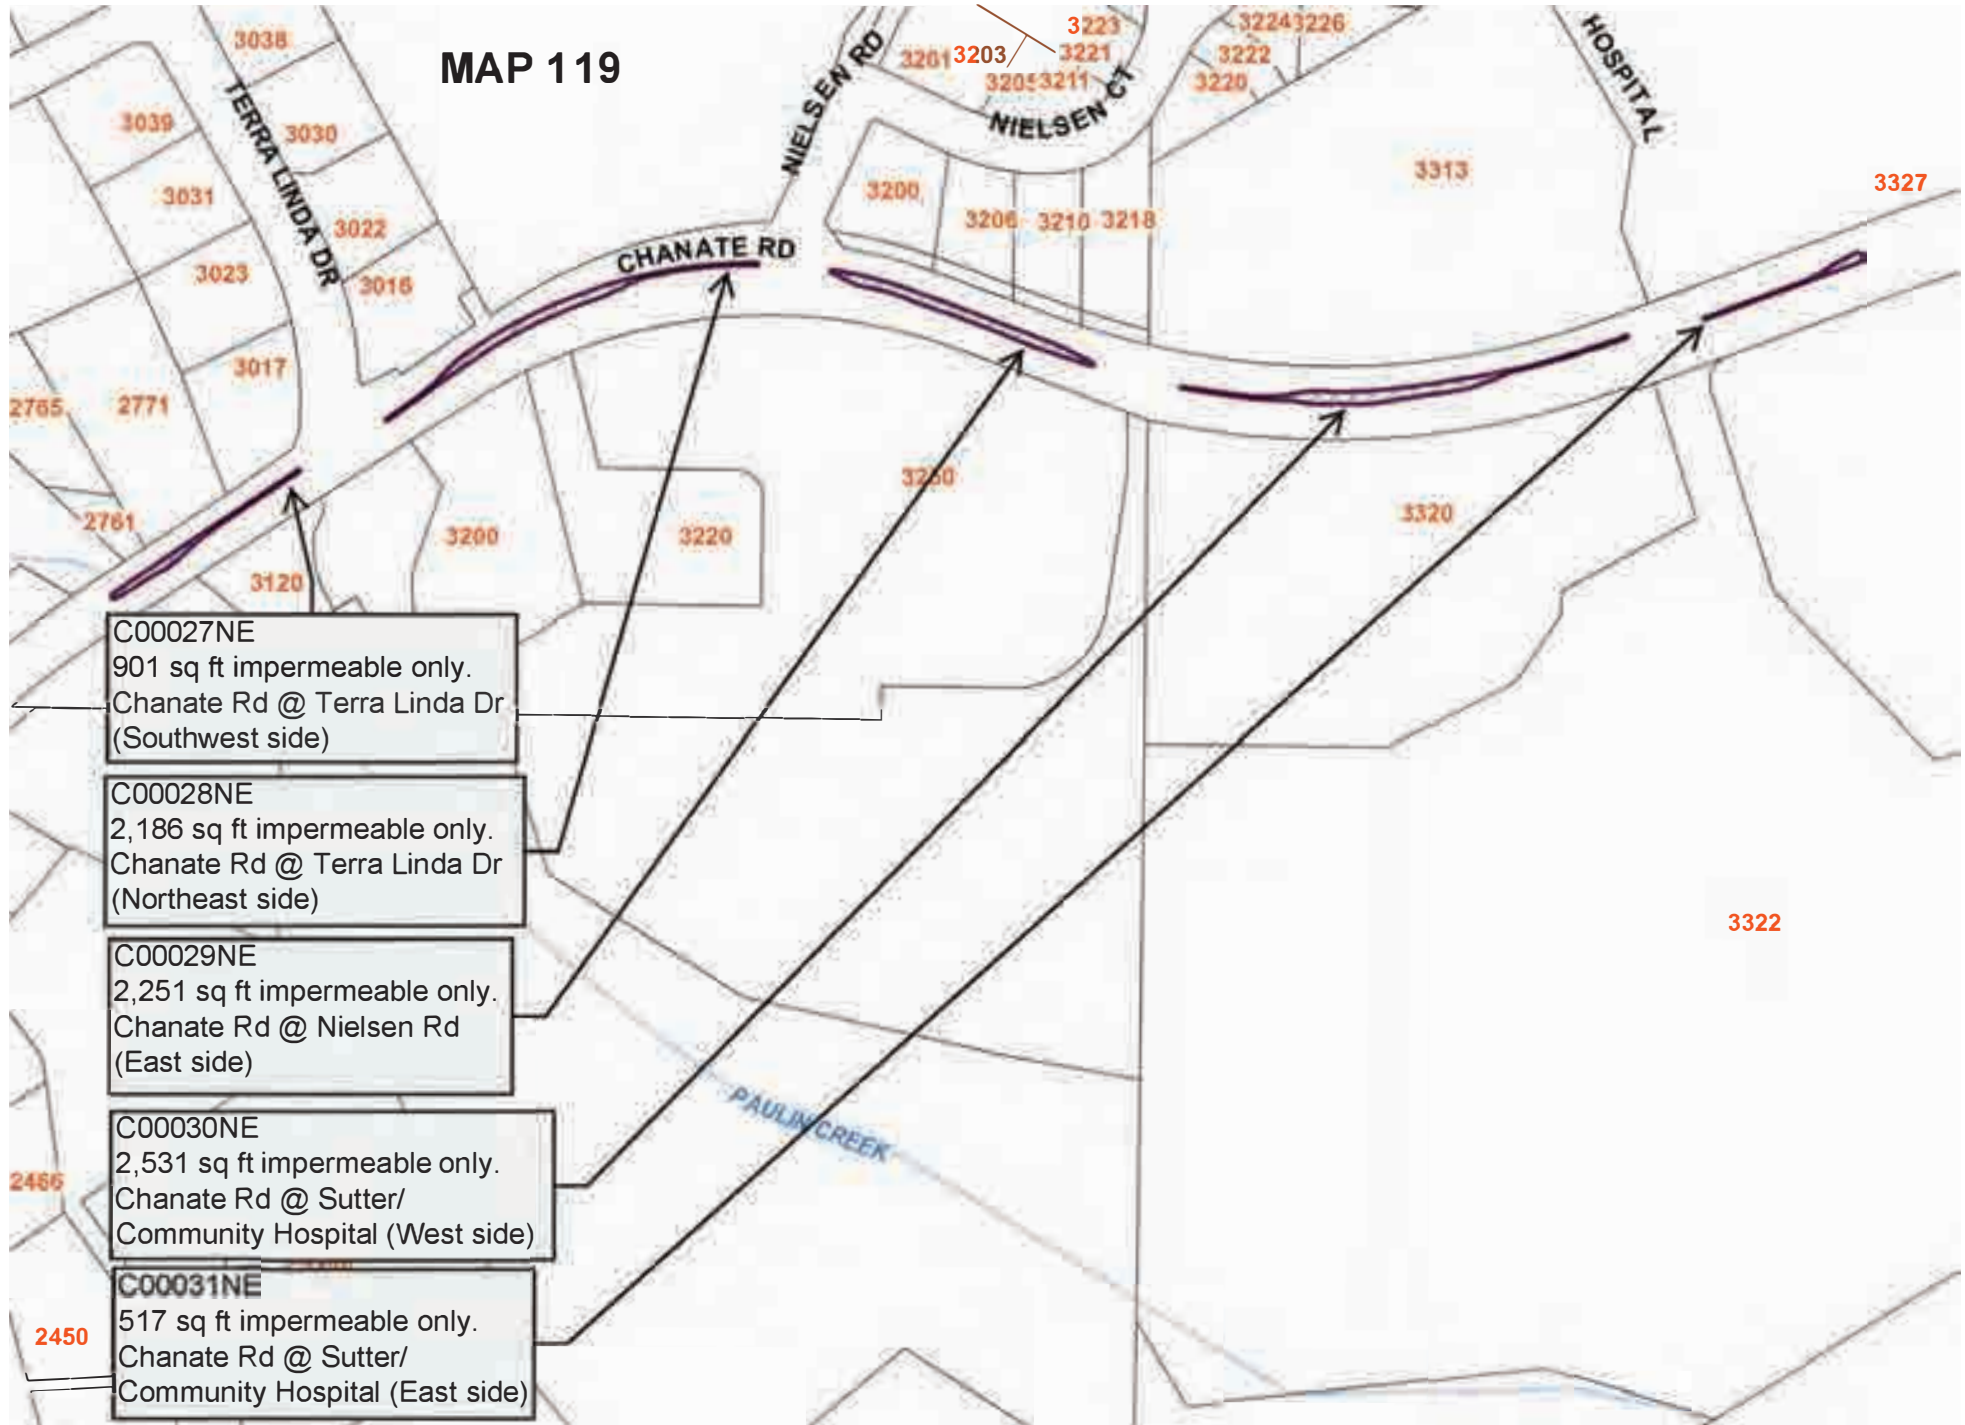 MAP 119
3038
TERRA LINDA DR
3039
3030
3031
3022
3023
3016
3017
2765
2771
2761
NIELSEN RD
3201
3203
3223
3221
3211
NIELSEN CT
3224
3226
3222
3220
HOSPITAL
3200
3206
3210
3218
3313
3327
CHANATE RD
3200
3220
3250
3320
3120
3322
PAULIN CREEK
2466
2450
C00027NE
901 sq ft impermeable only.
Chanate Rd @ Terra Linda Dr
(Southwest side)
C00028NE
2,186 sq ft impermeable only.
Chanate Rd @ Terra Linda Dr
(Northeast side)
C00029NE
2,251 sq ft impermeable only.
Chanate Rd @ Nielsen Rd
(East side)
C00030NE
2,531 sq ft impermeable only.
Chanate Rd @ Sutter/
Community Hospital (West side)
C00031NE
517 sq ft impermeable only.
Chanate Rd @ Sutter/
Community Hospital (East side)